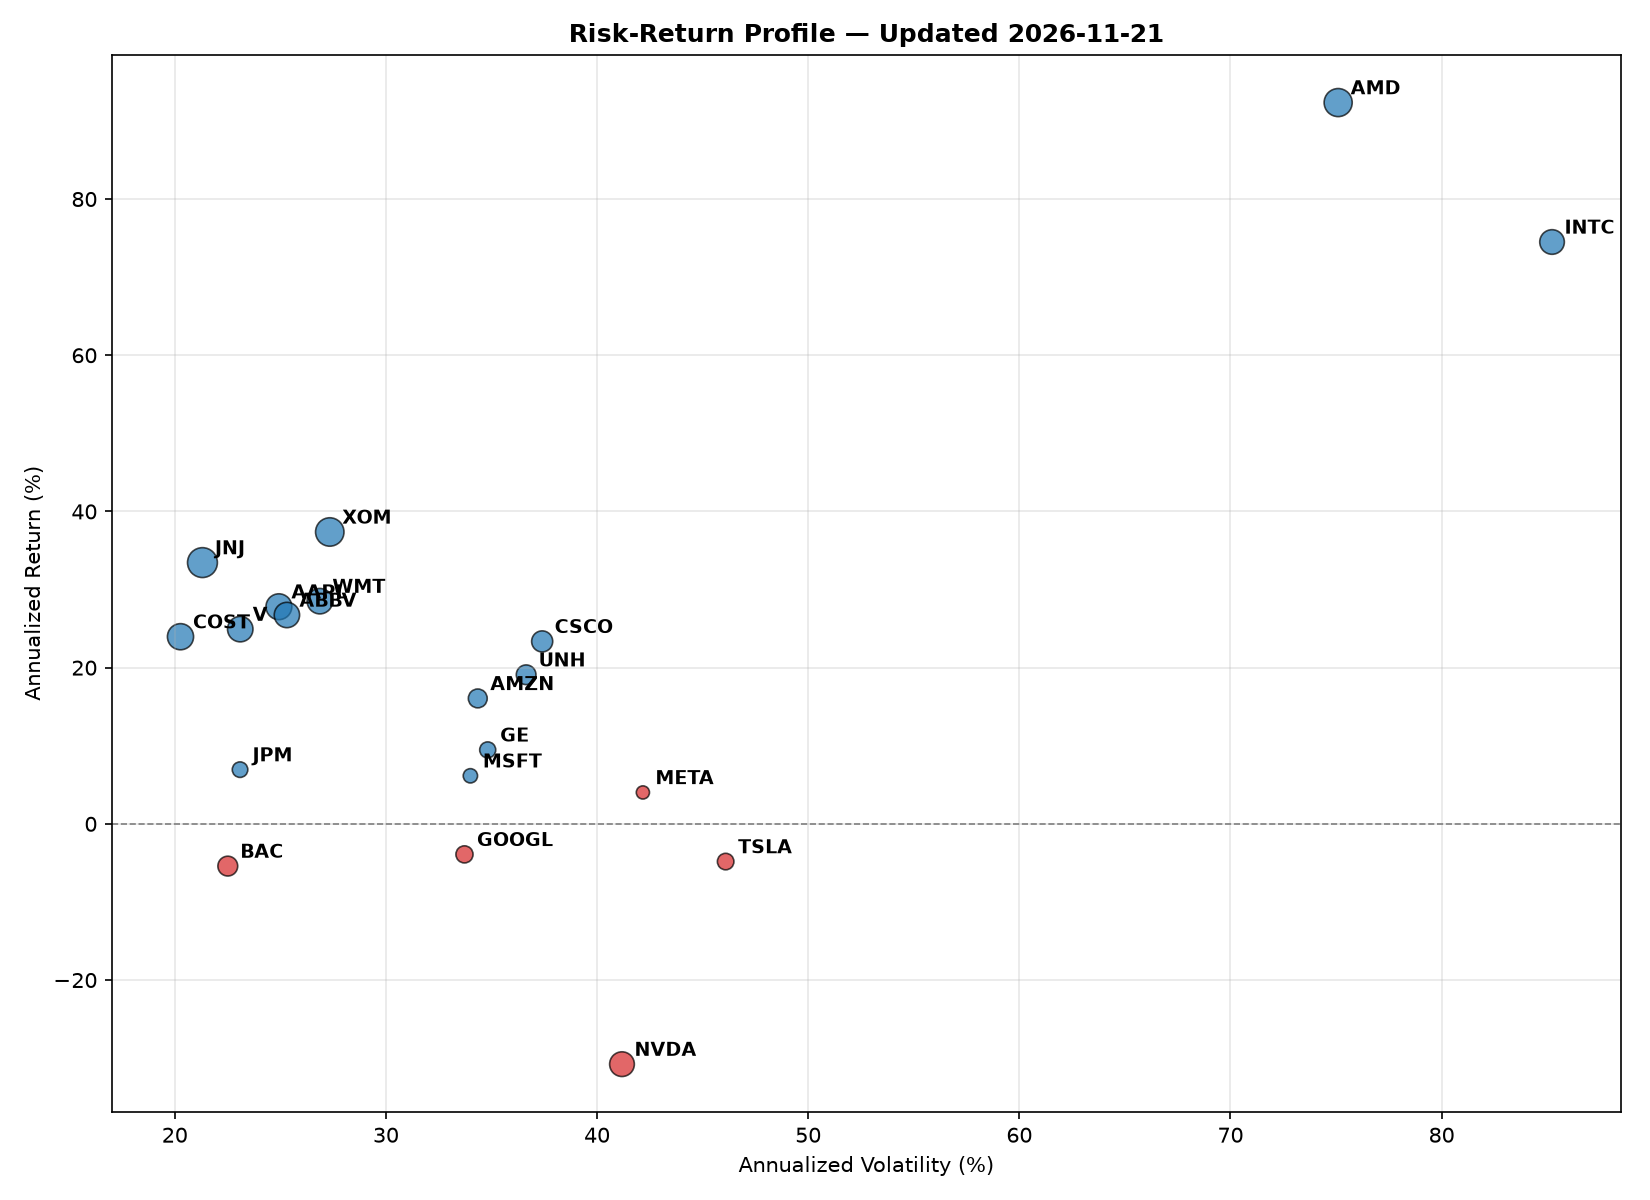 Risk-Return Profile — Updated 2026-11-21
AMD
INTC
XOM
JNJ
WMT
AAPL
ABBV
V
COST
CSCO
UNH
AMZN
GE
MSFT
JPM
META
GOOGL
TSLA
BAC
NVDA
80
60
40
20
0
−20
Annualized Return (%)
20
30
40
50
60
70
80
Annualized Volatility (%)